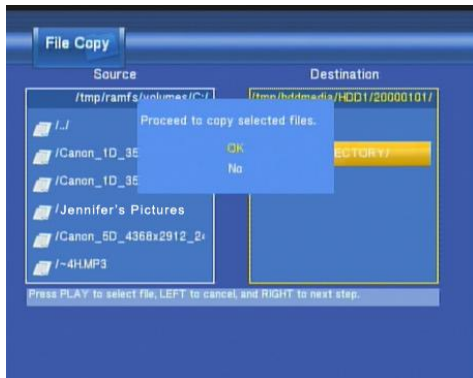 File Copy
Source
Destination
/tmp/ramfs/volumes/C:/
/tmp/hddmedia/HDD1/20000101/
Proceed to copy selected files.
OK
No
/../
/Canon_1D_35
ECTORY/
/Canon_1D_35
/Jennifer's Pictures
/Canon_5D_4368x2912_24
/~4H.MP3
Press PLAY to select file, LEFT to cancel, and RIGHT to next step.